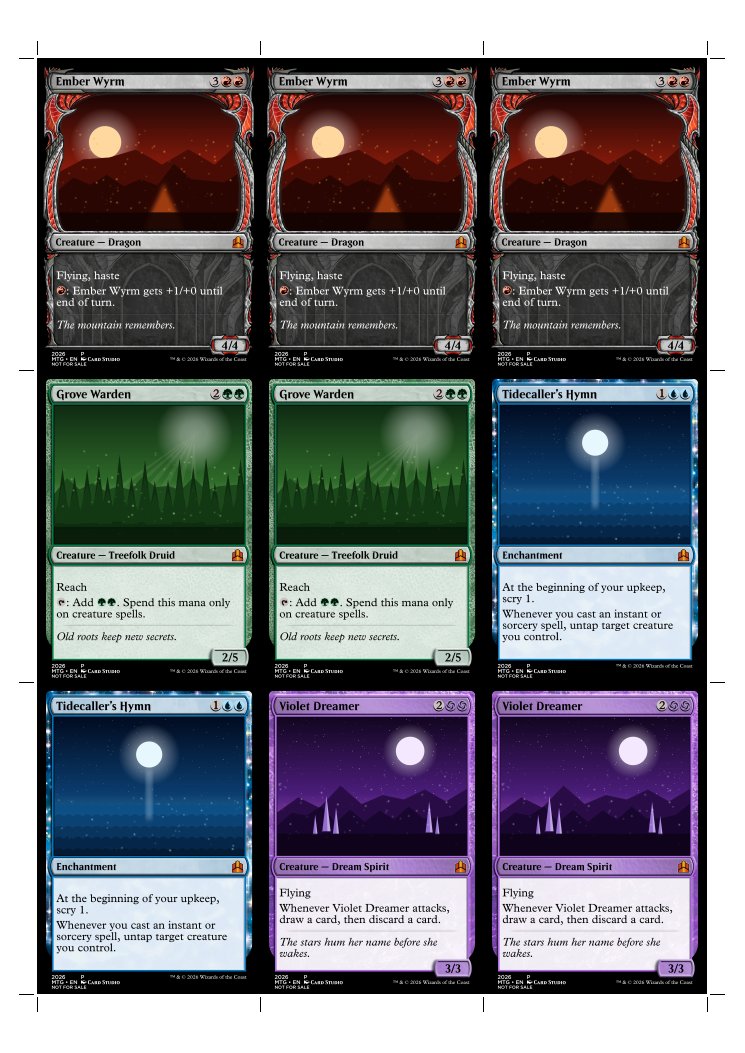 Ember Wyrm 3
Creature — Dragon
Flying, haste
: Ember Wyrm gets +1/+0 until
end of turn.
The mountain remembers.
4/4
2026 P
MTG • EN Card Studio ™ & © 2026 Wizards of the Coast
NOT FOR SALE
Ember Wyrm 3
Creature — Dragon
Flying, haste
: Ember Wyrm gets +1/+0 until
end of turn.
The mountain remembers.
4/4
2026 P
MTG • EN Card Studio ™ & © 2026 Wizards of the Coast
NOT FOR SALE
Ember Wyrm 3
Creature — Dragon
Flying, haste
: Ember Wyrm gets +1/+0 until
end of turn.
The mountain remembers.
4/4
2026 P
MTG • EN Card Studio ™ & © 2026 Wizards of the Coast
NOT FOR SALE
Grove Warden 2
Creature — Treefolk Druid
Reach
: Add . Spend this mana only
on creature spells.
Old roots keep new secrets.
2/5
2026 P
MTG • EN Card Studio ™ & © 2026 Wizards of the Coast
NOT FOR SALE
Grove Warden 2
Creature — Treefolk Druid
Reach
: Add . Spend this mana only
on creature spells.
Old roots keep new secrets.
2/5
2026 P
MTG • EN Card Studio ™ & © 2026 Wizards of the Coast
NOT FOR SALE
Tidecaller's Hymn 1
Enchantment
At the beginning of your upkeep,
scry 1.
Whenever you cast an instant or
sorcery spell, untap target creature
you control.
2026 P
MTG • EN Card Studio ™ & © 2026 Wizards of the Coast
NOT FOR SALE
Tidecaller's Hymn 1
Enchantment
At the beginning of your upkeep,
scry 1.
Whenever you cast an instant or
sorcery spell, untap target creature
you control.
2026 P
MTG • EN Card Studio ™ & © 2026 Wizards of the Coast
NOT FOR SALE
Violet Dreamer 2
Creature — Dream Spirit
Flying
Whenever Violet Dreamer attacks,
draw a card, then discard a card.
The stars hum her name before she
wakes.
3/3
2026 P
MTG • EN Card Studio ™ & © 2026 Wizards of the Coast
NOT FOR SALE
Violet Dreamer 2
Creature — Dream Spirit
Flying
Whenever Violet Dreamer attacks,
draw a card, then discard a card.
The stars hum her name before she
wakes.
3/3
2026 P
MTG • EN Card Studio ™ & © 2026 Wizards of the Coast
NOT FOR SALE